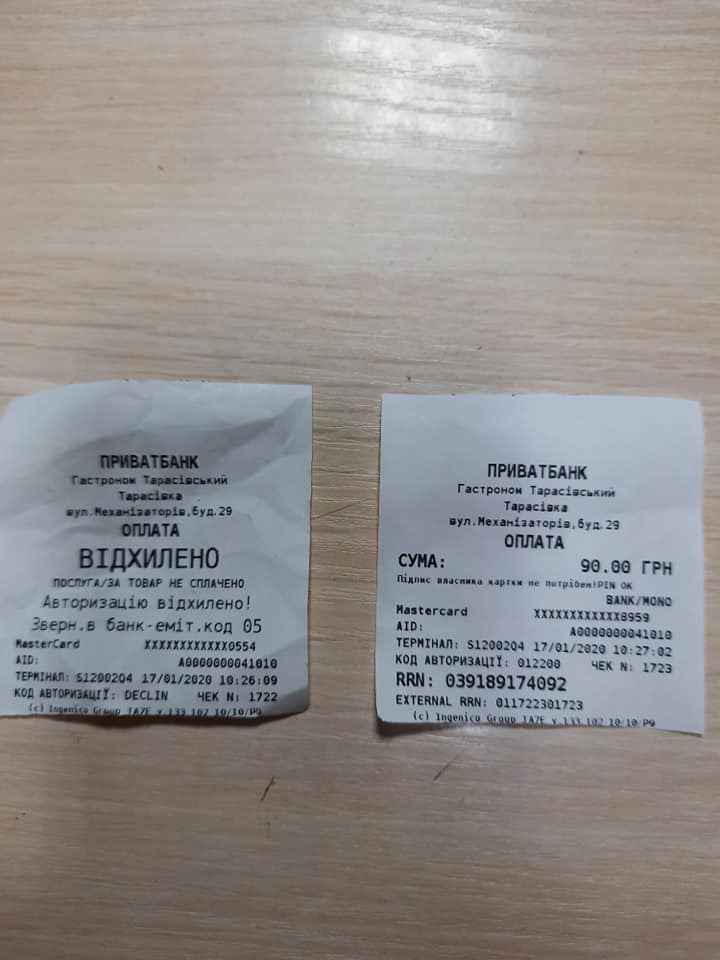 ПРИВАТБАНК
Гастроном Тарасівський
Тарасівка
вул.Механізаторів,буд.29
ОПЛАТА
ВІДХИЛЕНО
ПОСЛУГА/ЗА ТОВАР НЕ СПЛАЧЕНО
Авторизацію відхилено!
Зверн.в банк-еміт.код 05
MasterCard XXXXXXXXXXXX0554
AID: A0000000041010
ТЕРМІНАЛ: S1200204 17/01/2020 10:26:09
КОД АВТОРИЗАЦІЇ: DECLIN ЧЕК N: 1722
(c) Ingenico Group
ПРИВАТБАНК
Гастроном Тарасівський
Тарасівка
вул.Механізаторів,буд.29
ОПЛАТА
СУМА: 90.00 ГРН
Підпис власника картки не потрібен!PIN OK
BANK/MONO
Mastercard XXXXXXXXXXXX8959
AID: A0000000041010
ТЕРМІНАЛ: S1200204 17/01/2020 10:27:02
КОД АВТОРИЗАЦІЇ: 012200 ЧЕК N: 1723
RRN: 039189174092
EXTERNAL RRN: 011722301723
(c) Ingenico Group